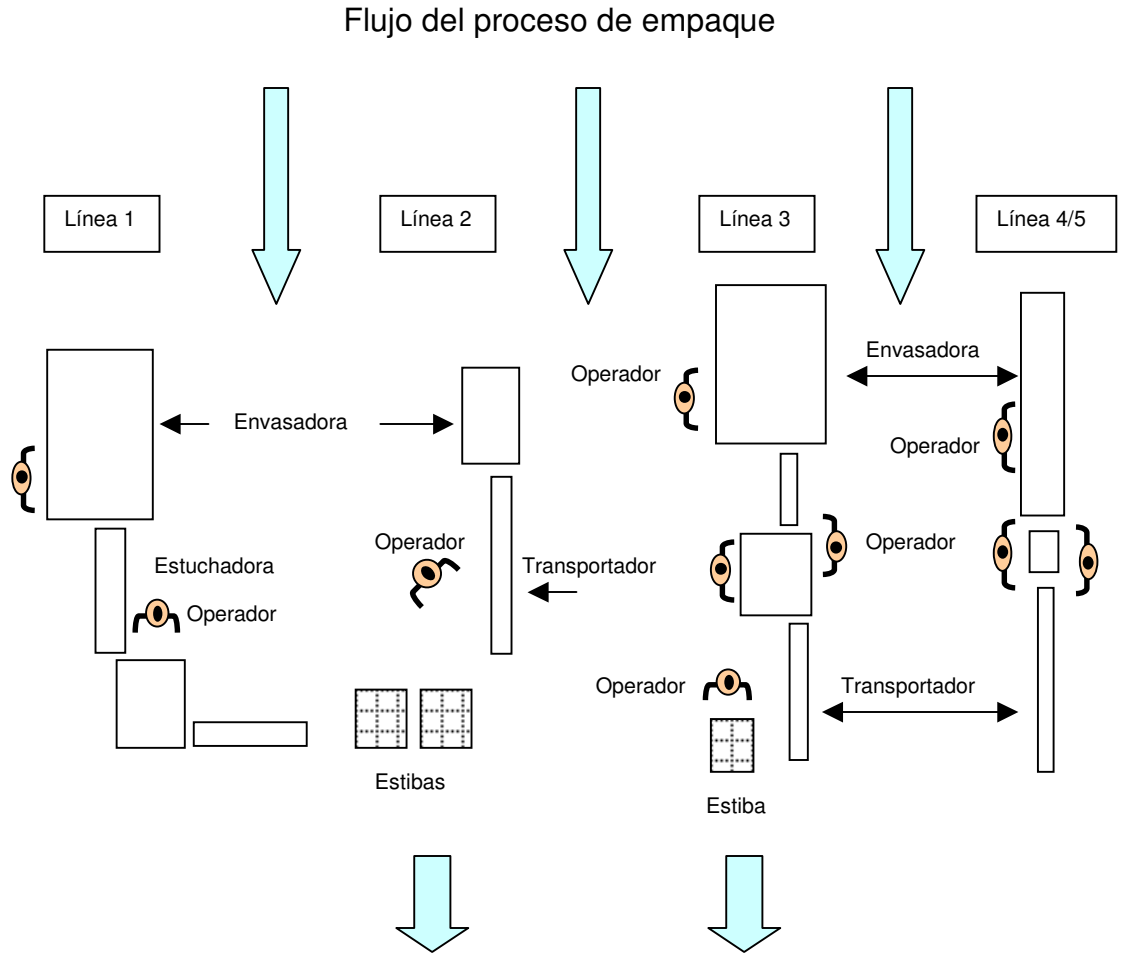 Flujo del proceso de empaque
Línea 1
Línea 2
Línea 3
Línea 4/5
Envasadora
Operador
Envasadora
Operador
Operador
Transportador
Operador
Estuchadora
Operador
Operador
Transportador
Estibas
Estiba